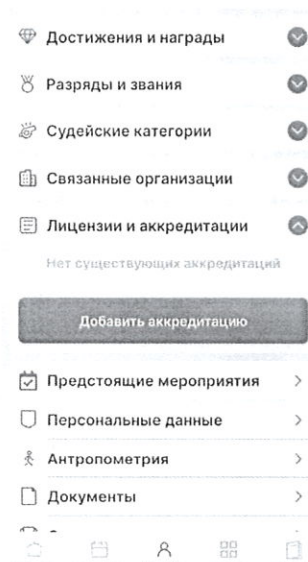 Достижения и награды
Разряды и звания
Судейские категории
Связанные организации
Лицензии и аккредитации
Нет существующих аккредитаций
Добавить аккредитацию
Предстоящие мероприятия
Персональные данные
Антропометрия
Документы